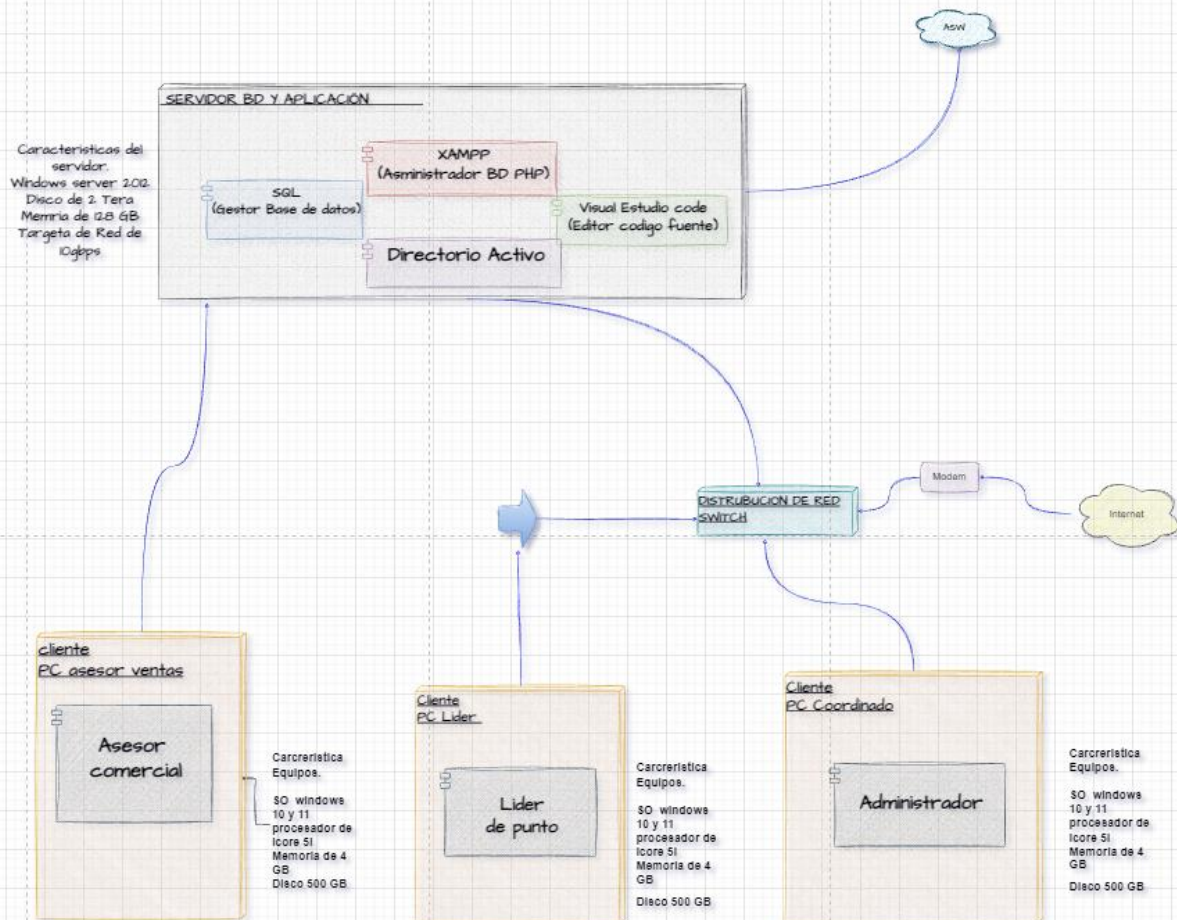 ASW
SERVIDOR BD Y APLICACIÓN
Caracteristicas del
servidor.
Windows server 2012
Disco de 2 Tera
Memria de 128 GB
Targeta de Red de
10gbps
XAMPP
(Asministrador BD PHP)
SQL
(Gestor Base de datos)
Visual Estudio code
(Editor codigo fuente)
Directorio Activo
DISTRUBUCION DE RED
SWITCH
Modam
Internet
cliente
PC asesor ventas
Asesor
comercial
Carcreristica
Equipos.
SO windows
10 y 11
procesador de
Icore 5I
Memoria de 4
GB
Disco 500 GB
Cliente
PC Lider
Lider
de punto
Carcreristica
Equipos.
SO windows
10 y 11
procesador de
Icore 5I
Memoria de 4
GB
Disco 500 GB
Cliente
PC Coordinado
Administrador
Carcreristica
Equipos.
SO windows
10 y 11
procesador de
Icore 5I
Memoria de 4
GB
Disco 500 GB